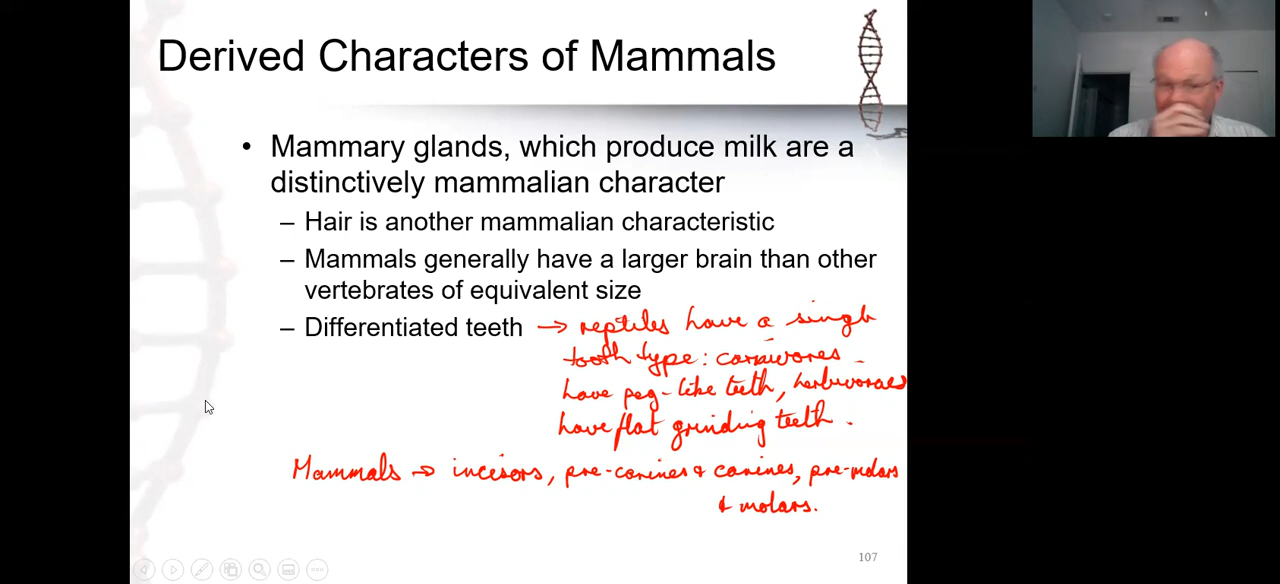 Derived Characters of Mammals
• Mammary glands, which produce milk are a
distinctively mammalian character
– Hair is another mammalian characteristic
– Mammals generally have a larger brain than other
vertebrates of equivalent size
– Differentiated teeth → reptiles have a single
tooth type: carnivores
have peg-like teeth, herbivores
have flat grinding teeth.
Mammals → incisors, pre-canines & canines, pre-molars
& molars.
107